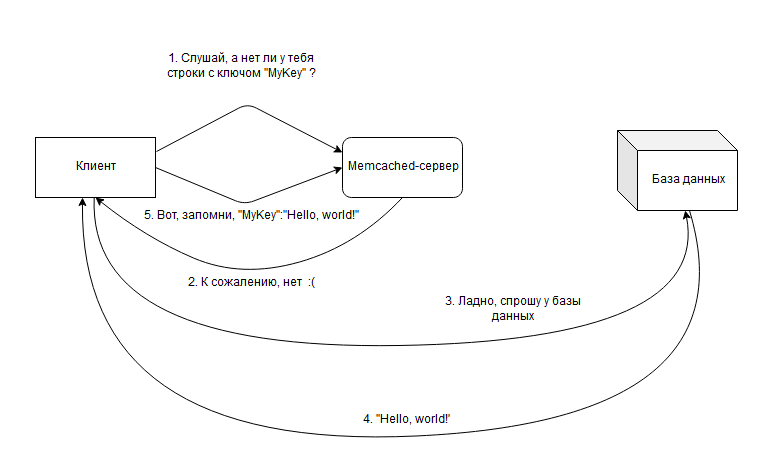 1. Слушай, а нет ли у тебя
строки с ключом "MyKey" ?
Клиент
Memcached-сервер
База данных
5. Вот, запомни, "MyKey":"Hello, world!"
2. К сожалению, нет :(
3. Ладно, спрошу у базы
данных
4. "Hello, world!'